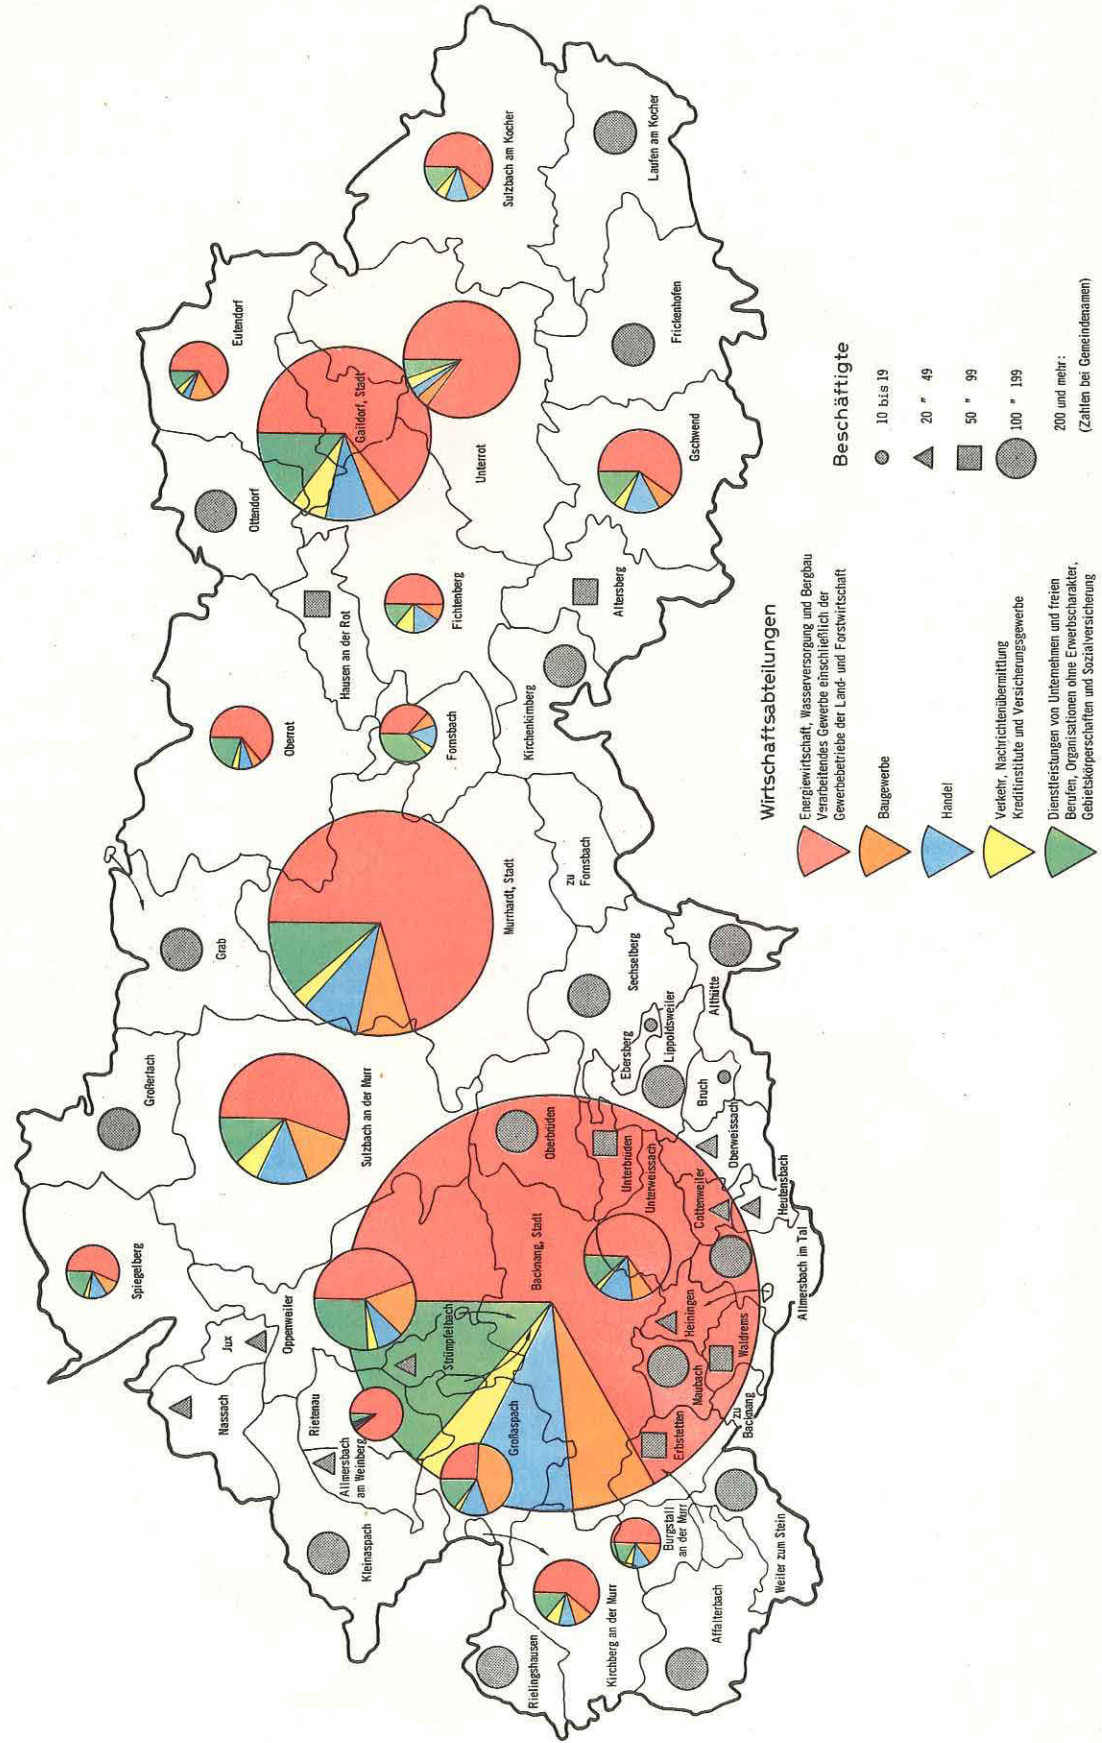 Spiegelberg
Großerlach
Grab
Nassach
Jux
Sulzbach an der Murr
Oberrot
Ottendorf
Eutendorf
Kleinaspach
Allmersbach
am Weinberg
Rietenau
Oppenweiler
Murrhardt, Stadt
Hausen an der Rot
Gaildorf, Stadt
Strümpfelbach
Fornsbach
Fichtenberg
Unterrot
Sulzbach am Kocher
Rielingshausen
Großaspach
Backnang, Stadt
Oberbrüden
zu
Fornsbach
Kirchenkirnberg
Altersberg
Gschwend
Frickenhofen
Laufen am Kocher
Kirchberg an der Murr
Burgstall
an der Murr
Erbstetten
Maubach
Heiningen
Unterweissach
Unterbrüden
Ebersberg
Lippoldsweiler
Sechselberg
Affalterbach
Weiler zum Stein
zu
Backnang
Waldrems
Allmersbach im Tal
Cottenweiler
Heutensbach
Oberweissach
Bruch
Althütte
Wirtschaftsabteilungen
Energiewirtschaft, Wasserversorgung und Bergbau
Verarbeitendes Gewerbe einschließlich der
Gewerbebetriebe der Land- und Forstwirtschaft
Baugewerbe
Handel
Verkehr, Nachrichtenübermittlung
Kreditinstitute und Versicherungsgewerbe
Dienstleistungen von Unternehmen und freien
Berufen, Organisationen ohne Erwerbscharakter,
Gebietskörperschaften und Sozialversicherung
Beschäftigte
10 bis 19
20 " 49
50 " 99
100 " 199
200 und mehr:
(Zahlen bei Gemeindenamen)